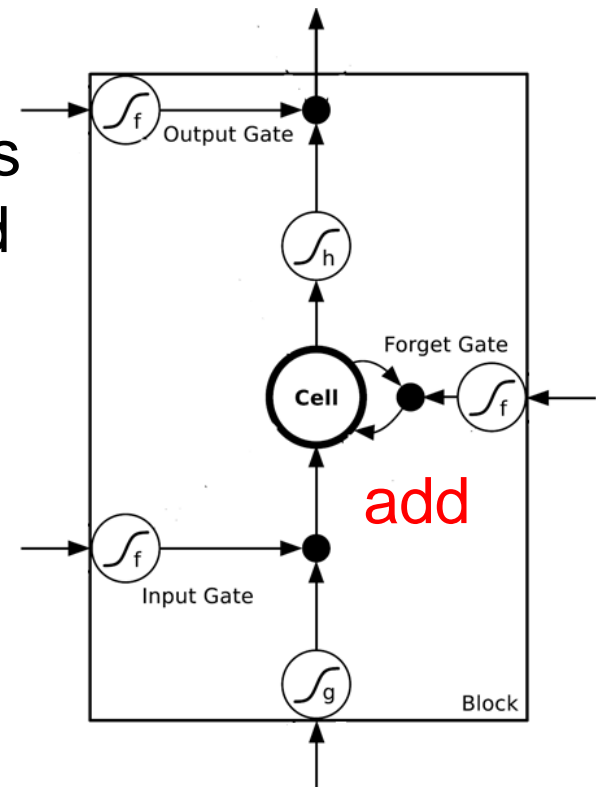 f
Output Gate
s
d
h
Forget Gate
Cell
f
add
f
Input Gate
g
Block